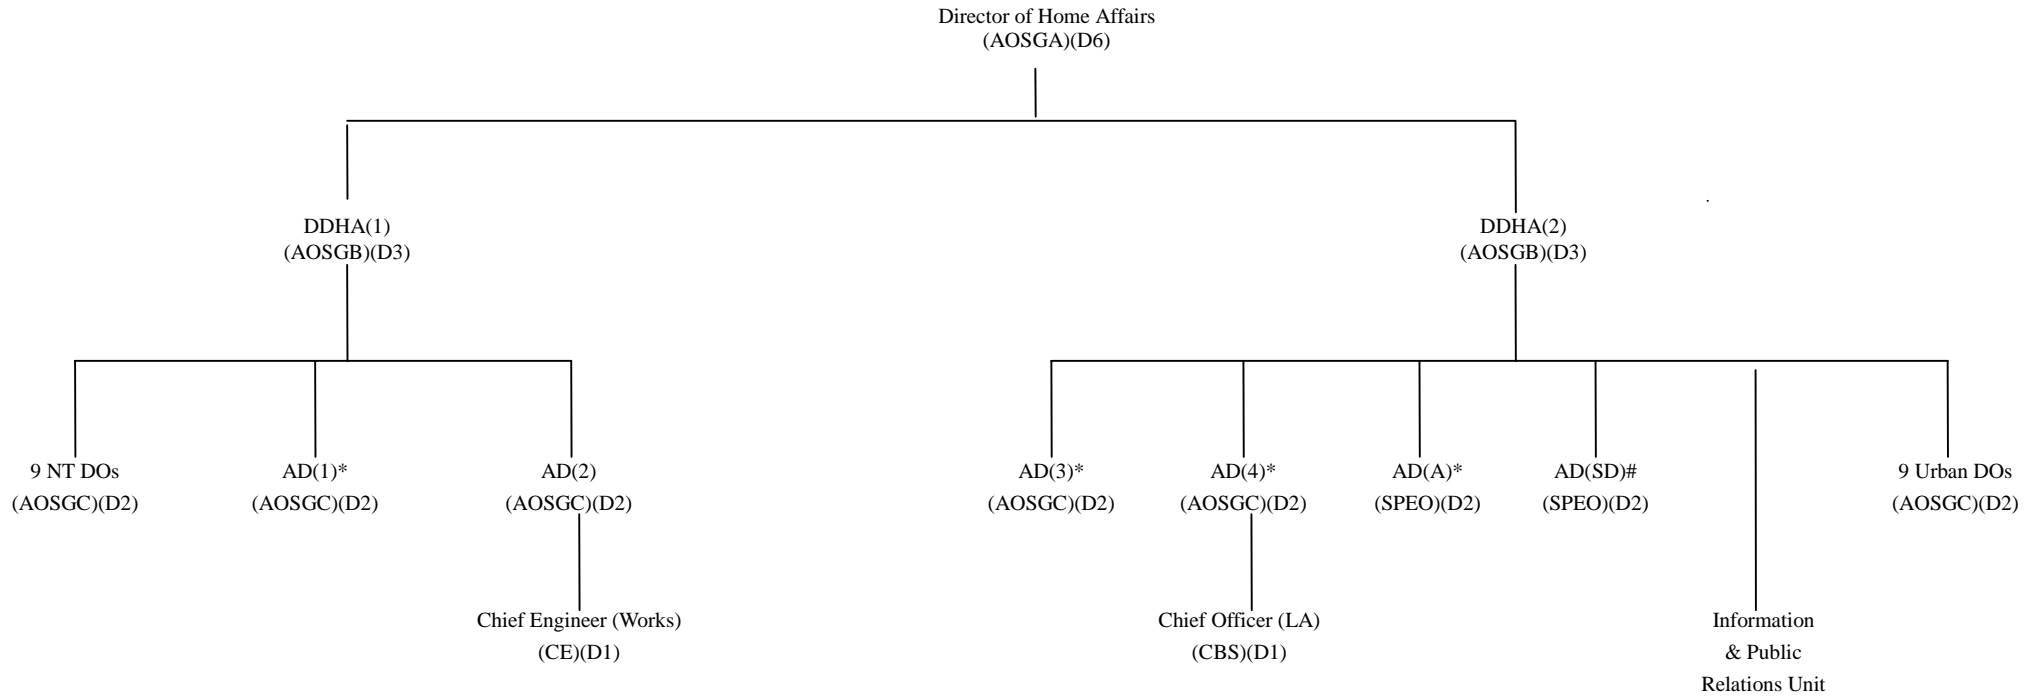 Director of Home Affairs
(AOSGA)(D6)
DDHA(1)
(AOSGB)(D3)
DDHA(2)
(AOSGB)(D3)
9 NT DOs
(AOSGC)(D2)
AD(1)*
(AOSGC)(D2)
AD(2)
(AOSGC)(D2)
AD(3)*
(AOSGC)(D2)
AD(4)*
(AOSGC)(D2)
AD(A)*
(SPEO)(D2)
AD(SD)#
(SPEO)(D2)
9 Urban DOs
(AOSGC)(D2)
Chief Engineer (Works)
(CE)(D1)
Chief Officer (LA)
(CBS)(D1)
Information
& Public
Relations Unit